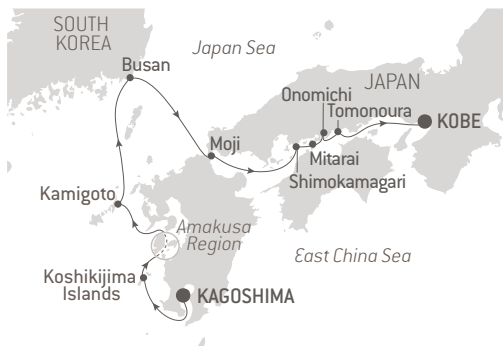 SOUTH
KOREA
Japan Sea
Busan
JAPAN
Onomichi
Tomonoura
KOBE
Moji
Mitarai
Shimokamagari
Kamigoto
Amakusa
Region
East China Sea
Koshikijima
Islands
KAGOSHIMA